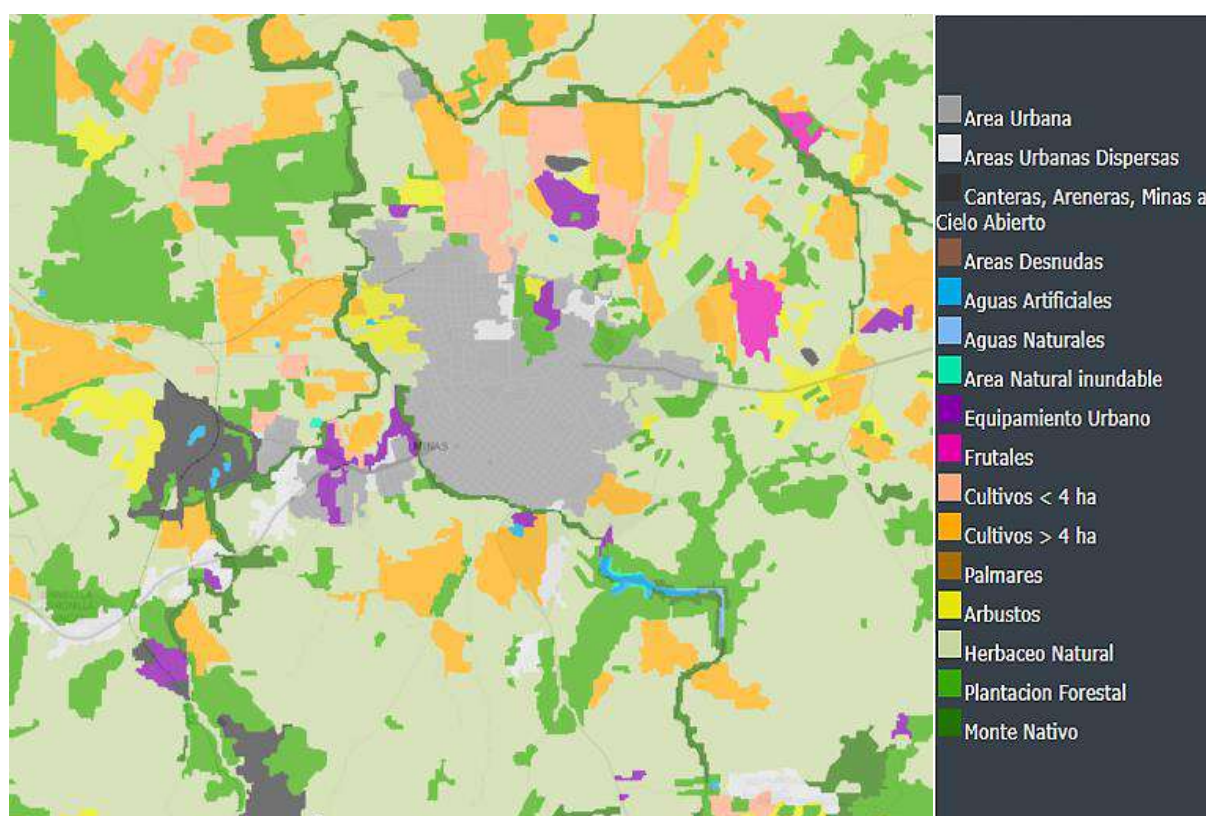 MINAS
Area Urbana
Areas Urbanas Dispersas
Canteras, Areneras, Minas a
Cielo Abierto
Areas Desnudas
Aguas Artificiales
Aguas Naturales
Area Natural inundable
Equipamiento Urbano
Frutales
Cultivos < 4 ha
Cultivos > 4 ha
Palmares
Arbustos
Herbaceo Natural
Plantacion Forestal
Monte Nativo